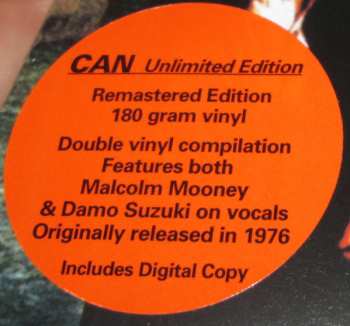 CAN Unlimited Edition
Remastered Edition
180 gram vinyl
Double vinyl compilation
Features both
Malcolm Mooney
& Damo Suzuki on vocals
Originally released in 1976
Includes Digital Copy